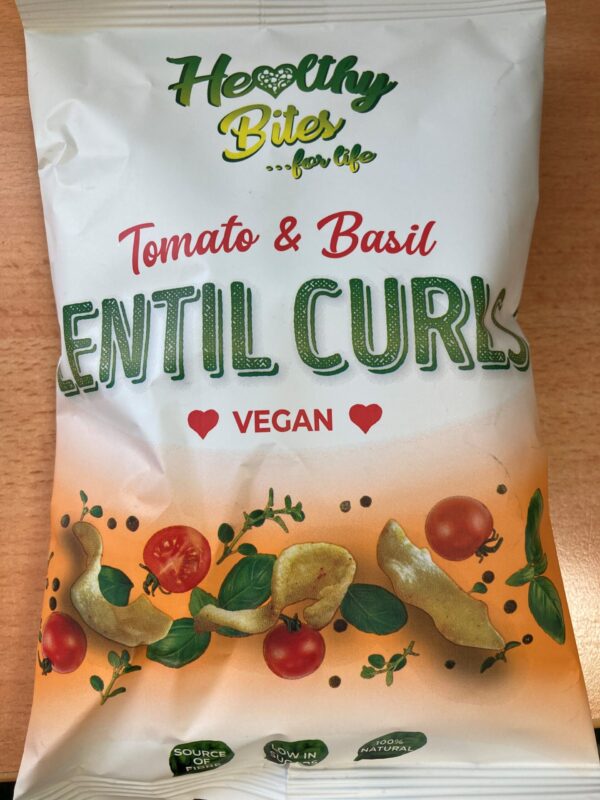 Healthy
Bites
...for life
Tomato & Basil
LENTIL CURLS
VEGAN
SOURCE
OF
FIBRE
LOW IN
SUGARS
100%
NATURAL